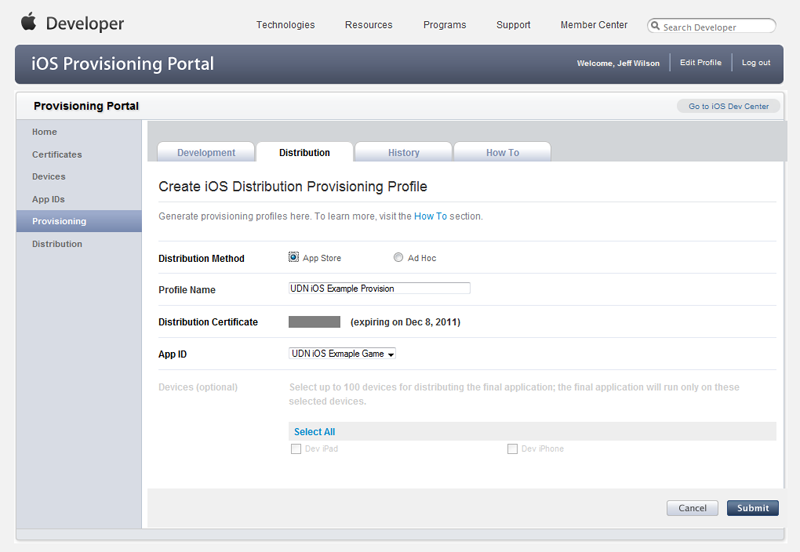 Developer
Technologies
Resources
Programs
Support
Member Center
Search Developer
iOS Provisioning Portal
Welcome, Jeff Wilson
Edit Profile
Log out
Provisioning Portal
Go to iOS Dev Center
Home
Certificates
Devices
App IDs
Provisioning
Distribution
Development
Distribution
History
How To
Create iOS Distribution Provisioning Profile
Generate provisioning profiles here. To learn more, visit the How To section.
Distribution Method
App Store
Ad Hoc
Profile Name
UDN iOS Example Provision
Distribution Certificate
(expiring on Dec 8, 2011)
App ID
UDN iOS Exmaple Game
Devices (optional)
Select up to 100 devices for distributing the final application; the final application will run only on these
selected devices.
Select All
Dev iPad
Dev iPhone
Cancel
Submit